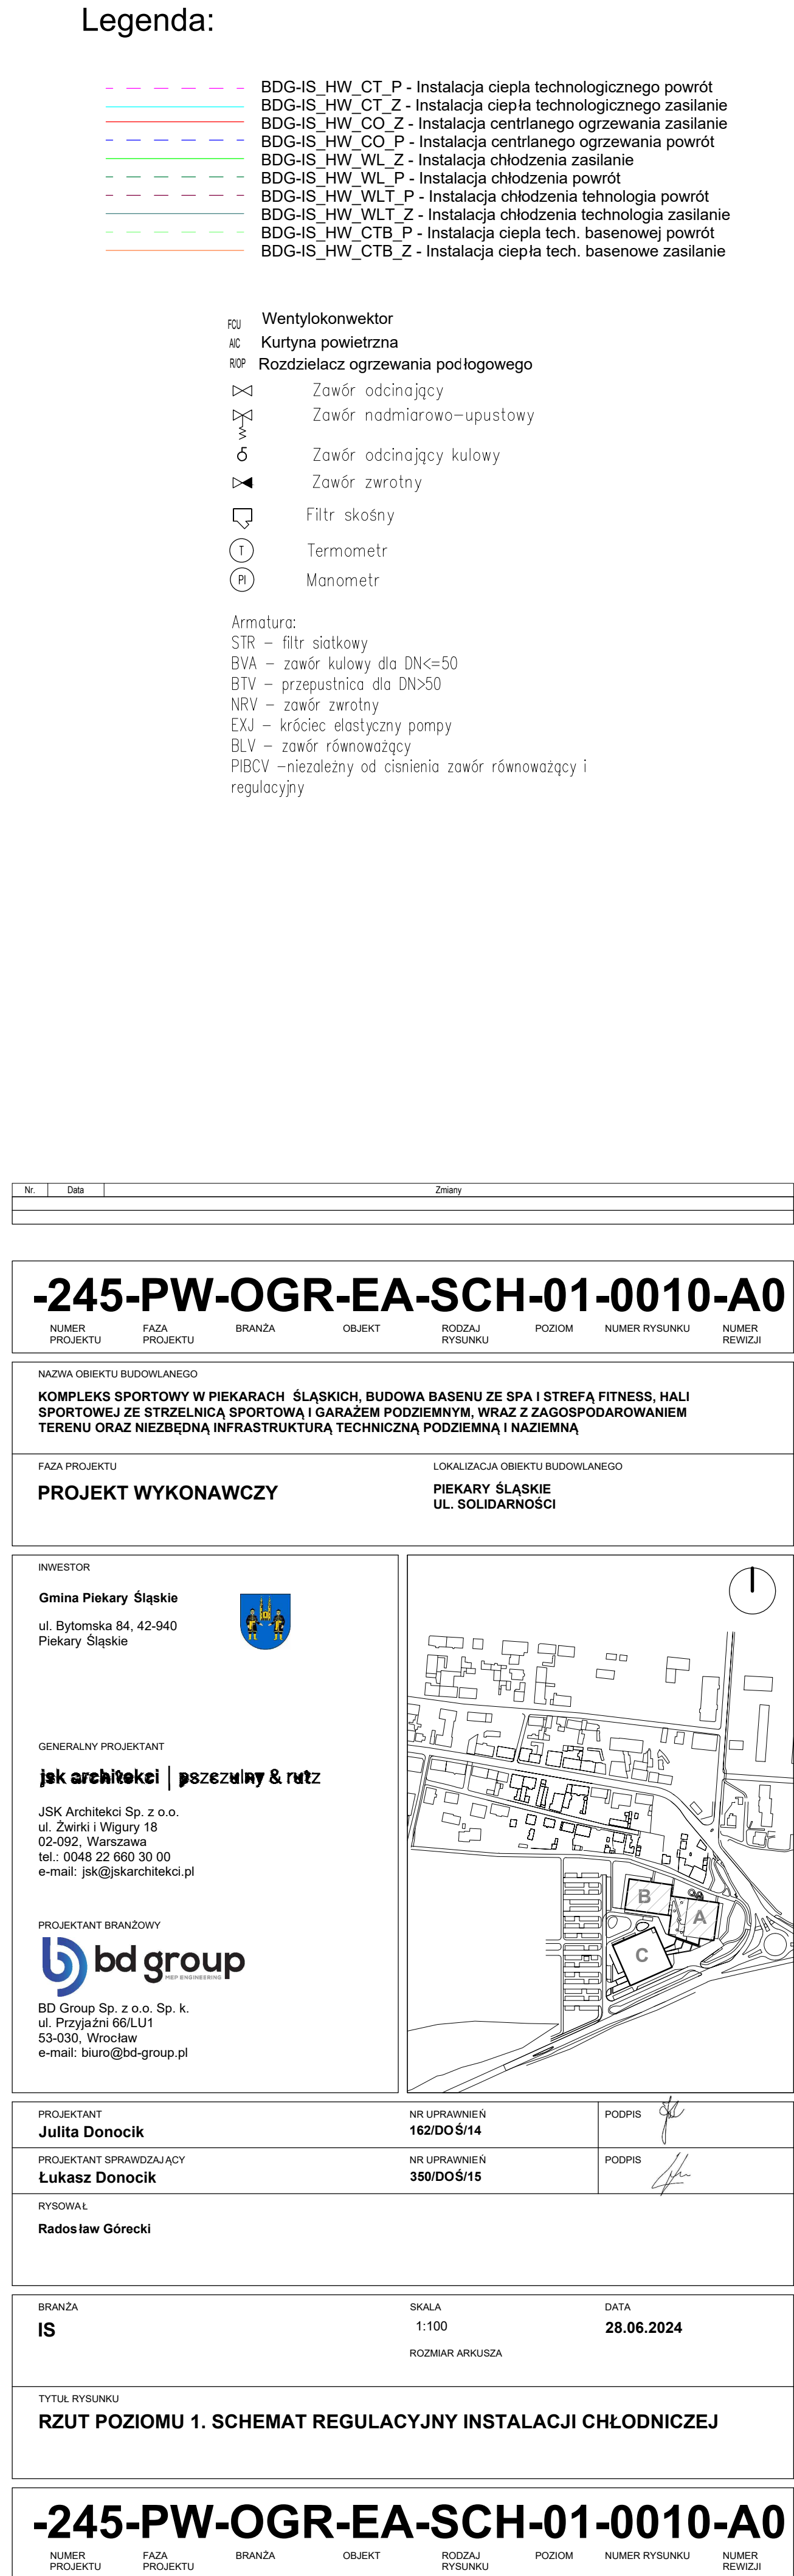 Legenda:
BDG-IS_HW_CT_P - Instalacja ciepla technologicznego powrót
BDG-IS_HW_CT_Z - Instalacja ciepła technologicznego zasilanie
BDG-IS_HW_CO_Z - Instalacja centrlanego ogrzewania zasilanie
BDG-IS_HW_CO_P - Instalacja centrlanego ogrzewania powrót
BDG-IS_HW_WL_Z - Instalacja chłodzenia zasilanie
BDG-IS_HW_WL_P - Instalacja chłodzenia powrót
BDG-IS_HW_WLT_P - Instalacja chłodzenia tehnologia powrót
BDG-IS_HW_WLT_Z - Instalacja chłodzenia technologia zasilanie
BDG-IS_HW_CTB_P - Instalacja ciepla tech. basenowej powrót
BDG-IS_HW_CTB_Z - Instalacja ciepła tech. basenowe zasilanie
FCU Wentylokonwektor
AIC Kurtyna powietrzna
R/OP Rozdzielacz ogrzewania podłogowego
Zawór odcinający
Zawór nadmiarowo-upustowy
Zawór odcinający kulowy
Zawór zwrotny
Filtr skośny
T Termometr
PI Manometr
Armatura:
STR - filtr siatkowy
BVA - zawór kulowy dla DN<=50
BTV - przepustnica dla DN>50
NRV - zawór zwrotny
EXJ - króciec elastyczny pompy
BLV - zawór równoważący
PIBCV -niezależny od cisnienia zawór równoważący i
regulacyjny
Nr. Data Zmiany
-245-PW-OGR-EA-SCH-01-0010-A0
NUMER PROJEKTU FAZA PROJEKTU BRANŻA OBJEKT RODZAJ RYSUNKU POZIOM NUMER RYSUNKU NUMER REWIZJI
NAZWA OBIEKTU BUDOWLANEGO
KOMPLEKS SPORTOWY W PIEKARACH ŚLĄSKICH, BUDOWA BASENU ZE SPA I STREFĄ FITNESS, HALI
SPORTOWEJ ZE STRZELNICĄ SPORTOWĄ I GARAŻEM PODZIEMNYM, WRAZ Z ZAGOSPODAROWANIEM
TERENU ORAZ NIEZBĘDNĄ INFRASTRUKTURĄ TECHNICZNĄ PODZIEMNĄ I NAZIEMNĄ
FAZA PROJEKTU
PROJEKT WYKONAWCZY
LOKALIZACJA OBIEKTU BUDOWLANEGO
PIEKARY ŚLĄSKIE
UL. SOLIDARNOŚCI
INWESTOR
Gmina Piekary Śląskie
ul. Bytomska 84, 42-940
Piekary Śląskie
GENERALNY PROJEKTANT
jsk architekci | pszczulny & rutz
JSK Architekci Sp. z o.o.
ul. Żwirki i Wigury 18
02-092, Warszawa
tel.: 0048 22 660 30 00
e-mail: jsk@jskarchitekci.pl
PROJEKTANT BRANŻOWY
bd group
MEP ENGINEERING
BD Group Sp. z o.o. Sp. k.
ul. Przyjaźni 66/LU1
53-030, Wrocław
e-mail: biuro@bd-group.pl
B
A
C
PROJEKTANT NR UPRAWNIEŃ PODPIS
Julita Donocik 162/DOŚ/14
PROJEKTANT SPRAWDZAJĄCY NR UPRAWNIEŃ PODPIS
Łukasz Donocik 350/DOŚ/15
RYSOWAŁ
Radosław Górecki
BRANŻA SKALA DATA
IS 1:100 28.06.2024
ROZMIAR ARKUSZA
TYTUŁ RYSUNKU
RZUT POZIOMU 1. SCHEMAT REGULACYJNY INSTALACJI CHŁODNICZEJ
-245-PW-OGR-EA-SCH-01-0010-A0
NUMER PROJEKTU FAZA PROJEKTU BRANŻA OBJEKT RODZAJ RYSUNKU POZIOM NUMER RYSUNKU NUMER REWIZJI